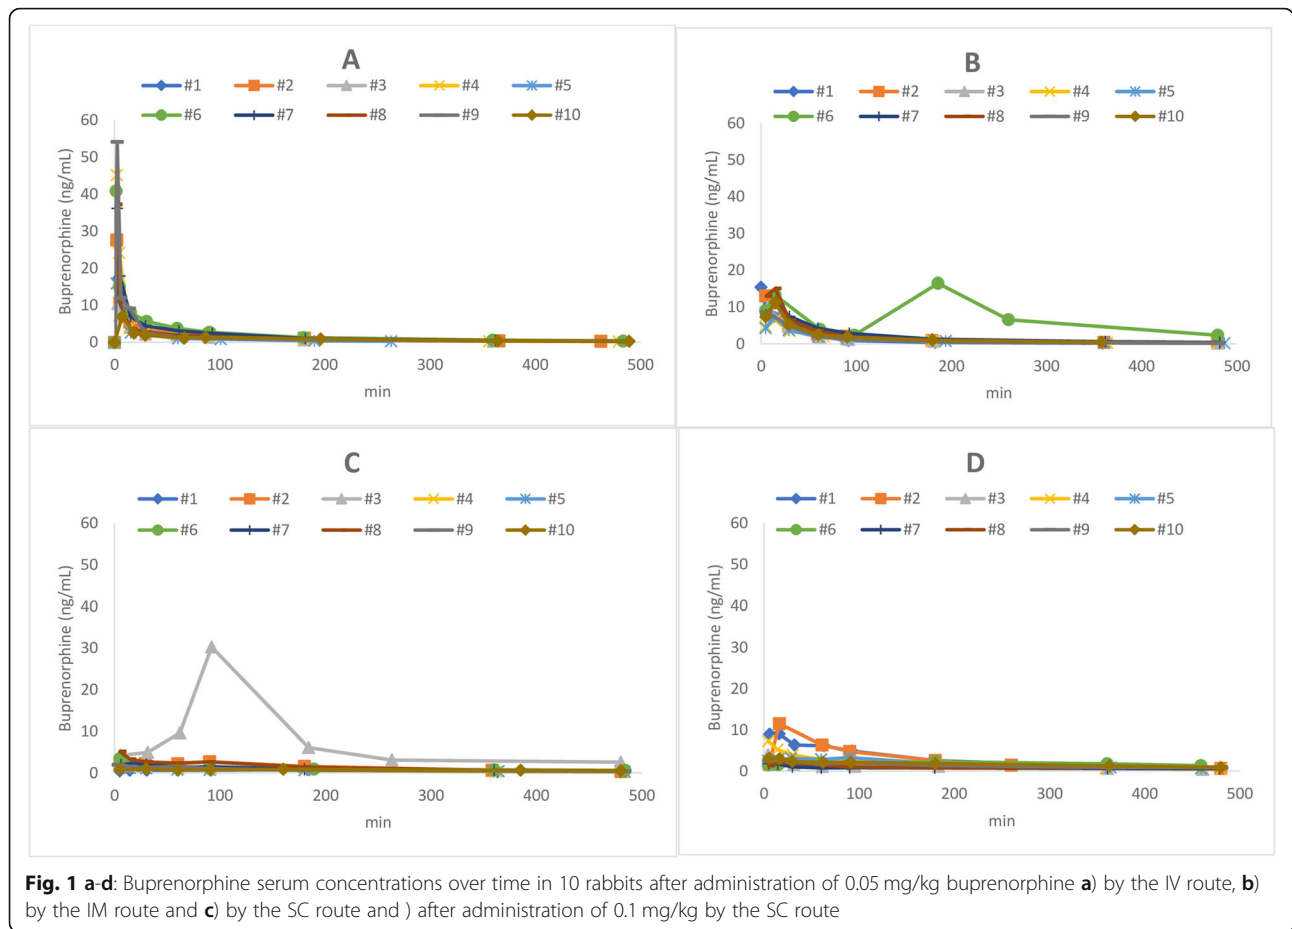 A
#1 #2 #3 #4 #5
#6 #7 #8 #9 #10
60
50
40
30
20
10
0
Buprenorphine (ng/mL)
0 100 200 300 400 500
min
B
#1 #2 #3 #4 #5
#6 #7 #8 #9 #10
60
50
40
30
20
10
0
Buprenorphine (ng/mL)
0 100 200 300 400 500
min
C
#1 #2 #3 #4 #5
#6 #7 #8 #9 #10
60
50
40
30
20
10
0
Buprenorphine (ng/mL)
0 100 200 300 400 500
min
D
#1 #2 #3 #4 #5
#6 #7 #8 #9 #10
60
50
40
30
20
10
0
Buprenorphine (ng/mL)
0 100 200 300 400 500
min
Fig. 1 a-d: Buprenorphine serum concentrations over time in 10 rabbits after administration of 0.05 mg/kg buprenorphine a) by the IV route, b)
by the IM route and c) by the SC route and ) after administration of 0.1 mg/kg by the SC route